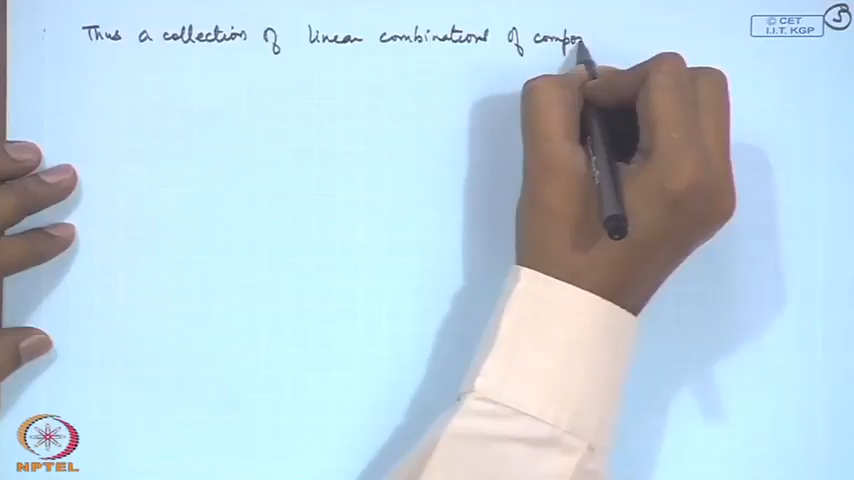 Thus a collection of linear combinations of compo
© CET
I.I.T. KGP
5
NPTEL